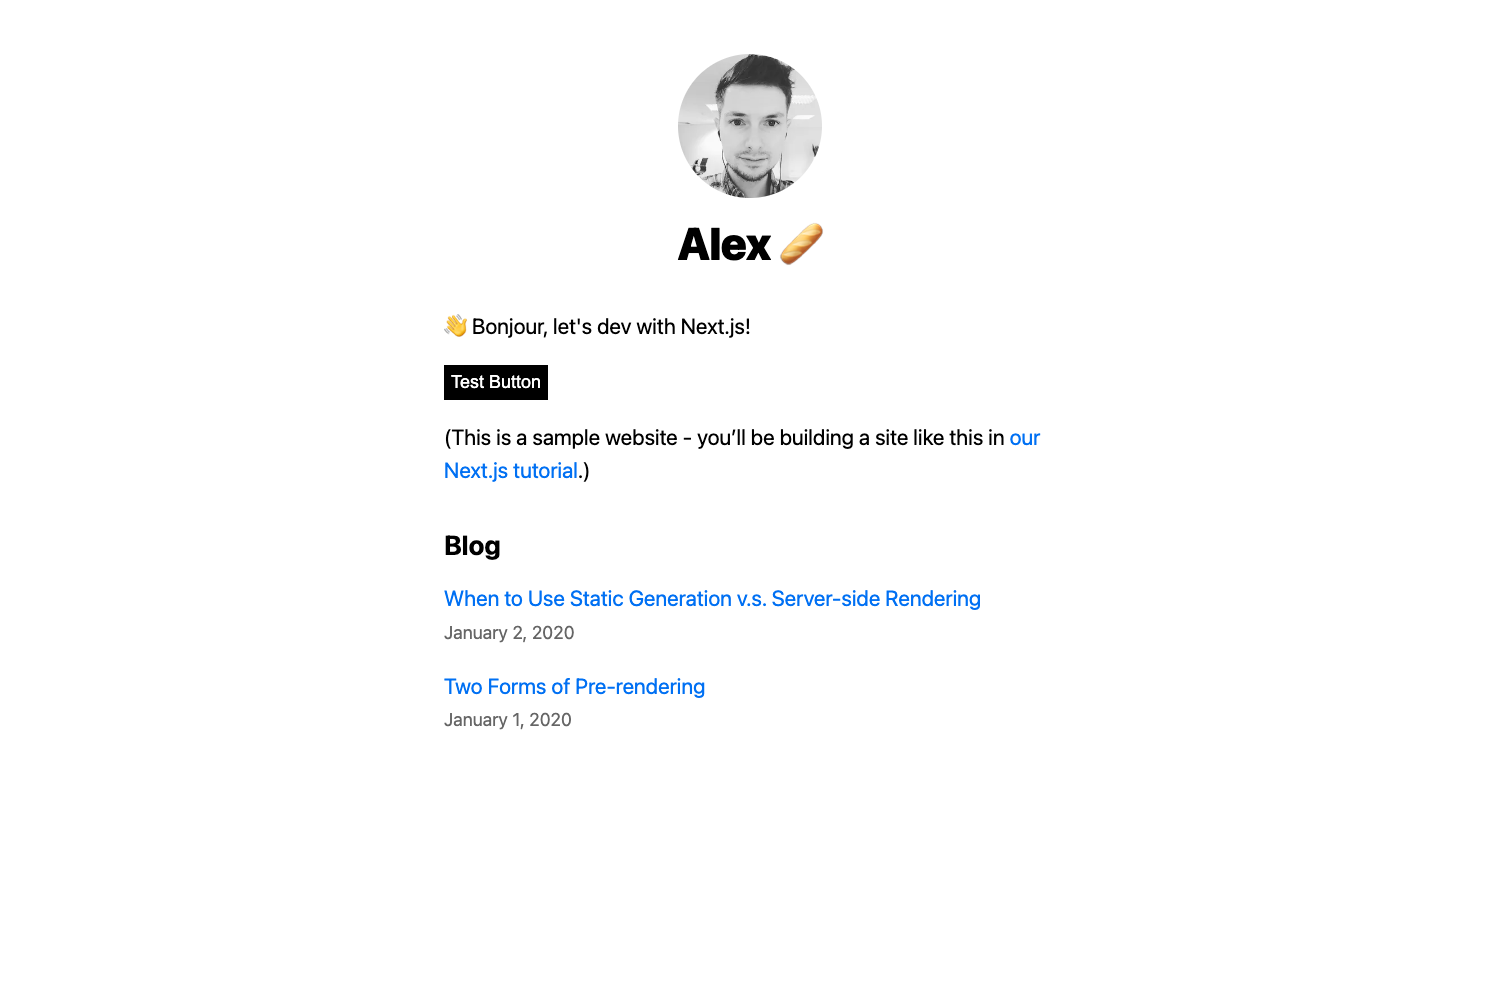 Alex 🥖
👋 Bonjour, let's dev with Next.js!
Test Button
(This is a sample website - you’ll be building a site like this in our
Next.js tutorial.)
Blog
When to Use Static Generation v.s. Server-side Rendering
January 2, 2020
Two Forms of Pre-rendering
January 1, 2020